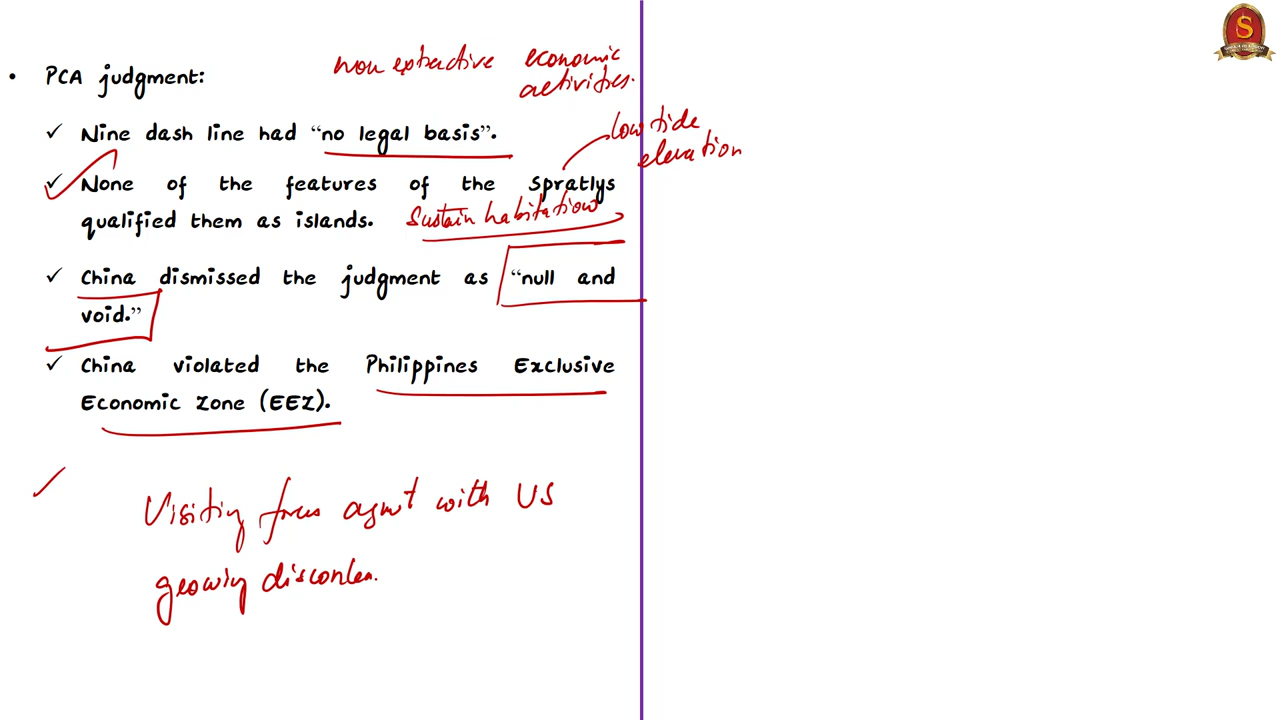 non extractive economic
activities.
• PCA judgment:
low tide
elevation
✓ Nine dash line had “no legal basis”.
✓ None of the features of the Spratlys
qualified them as islands. Sustain habitation
✓ China dismissed the judgment as “null and
void.”
✓ China violated the Philippines Exclusive
Economic Zone (EEZ).
Visiting forces agmt with US
growing disconten
S